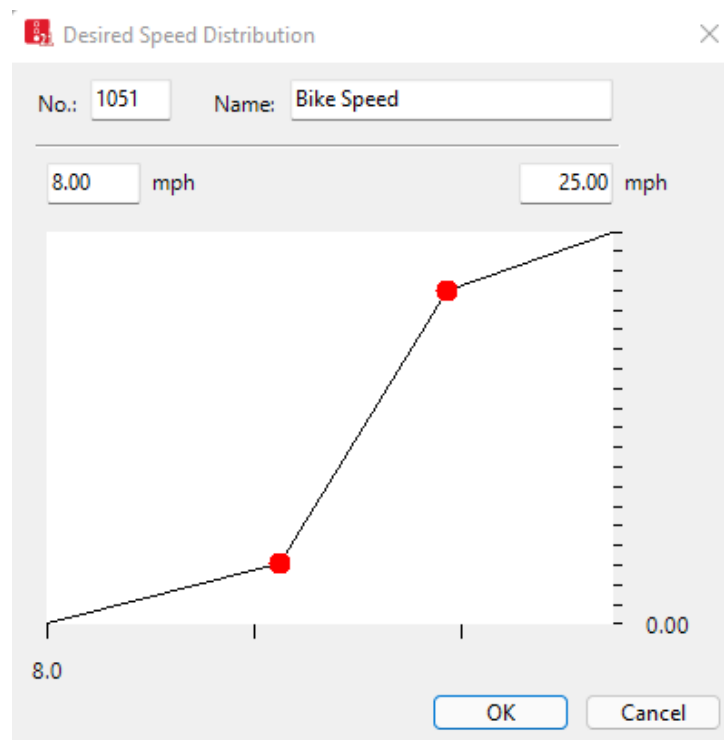 Desired Speed Distribution
No.: 1051 Name: Bike Speed
8.00 mph 25.00 mph
0.00
8.0
OK Cancel